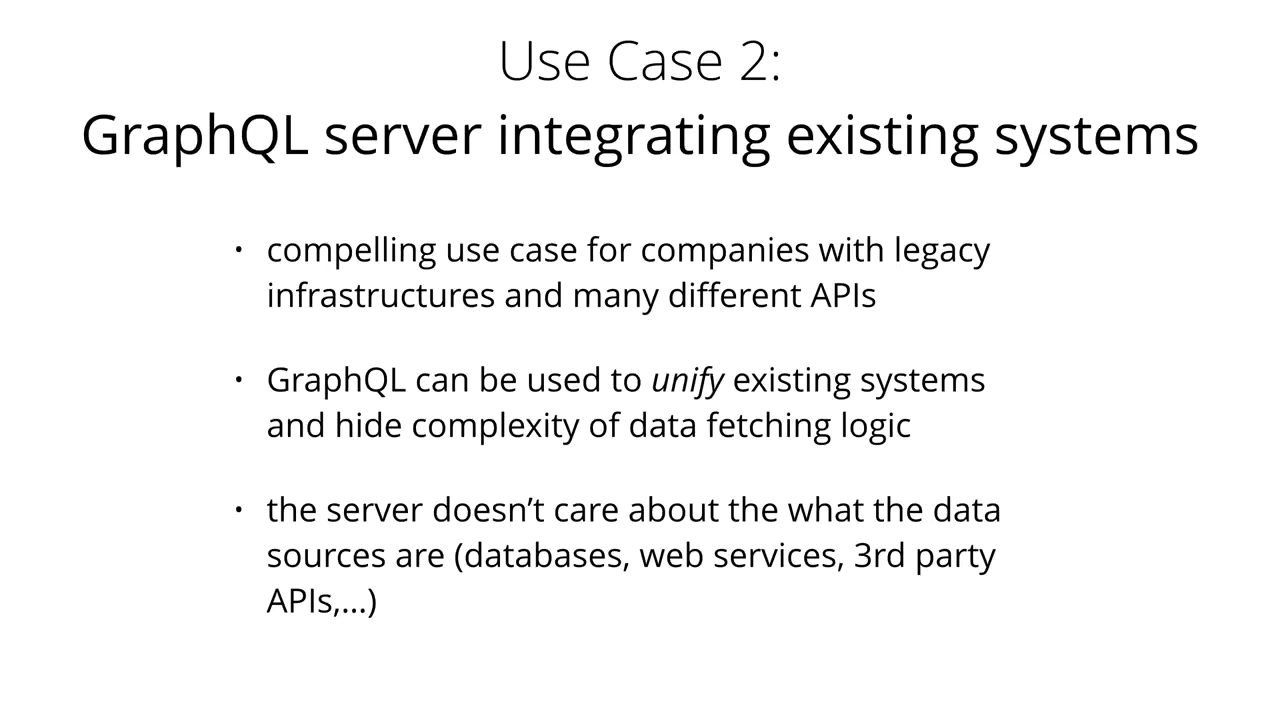 Use Case 2:
GraphQL server integrating existing systems
• compelling use case for companies with legacy
infrastructures and many different APIs
• GraphQL can be used to unify existing systems
and hide complexity of data fetching logic
• the server doesn’t care about the what the data
sources are (databases, web services, 3rd party
APIs,…)